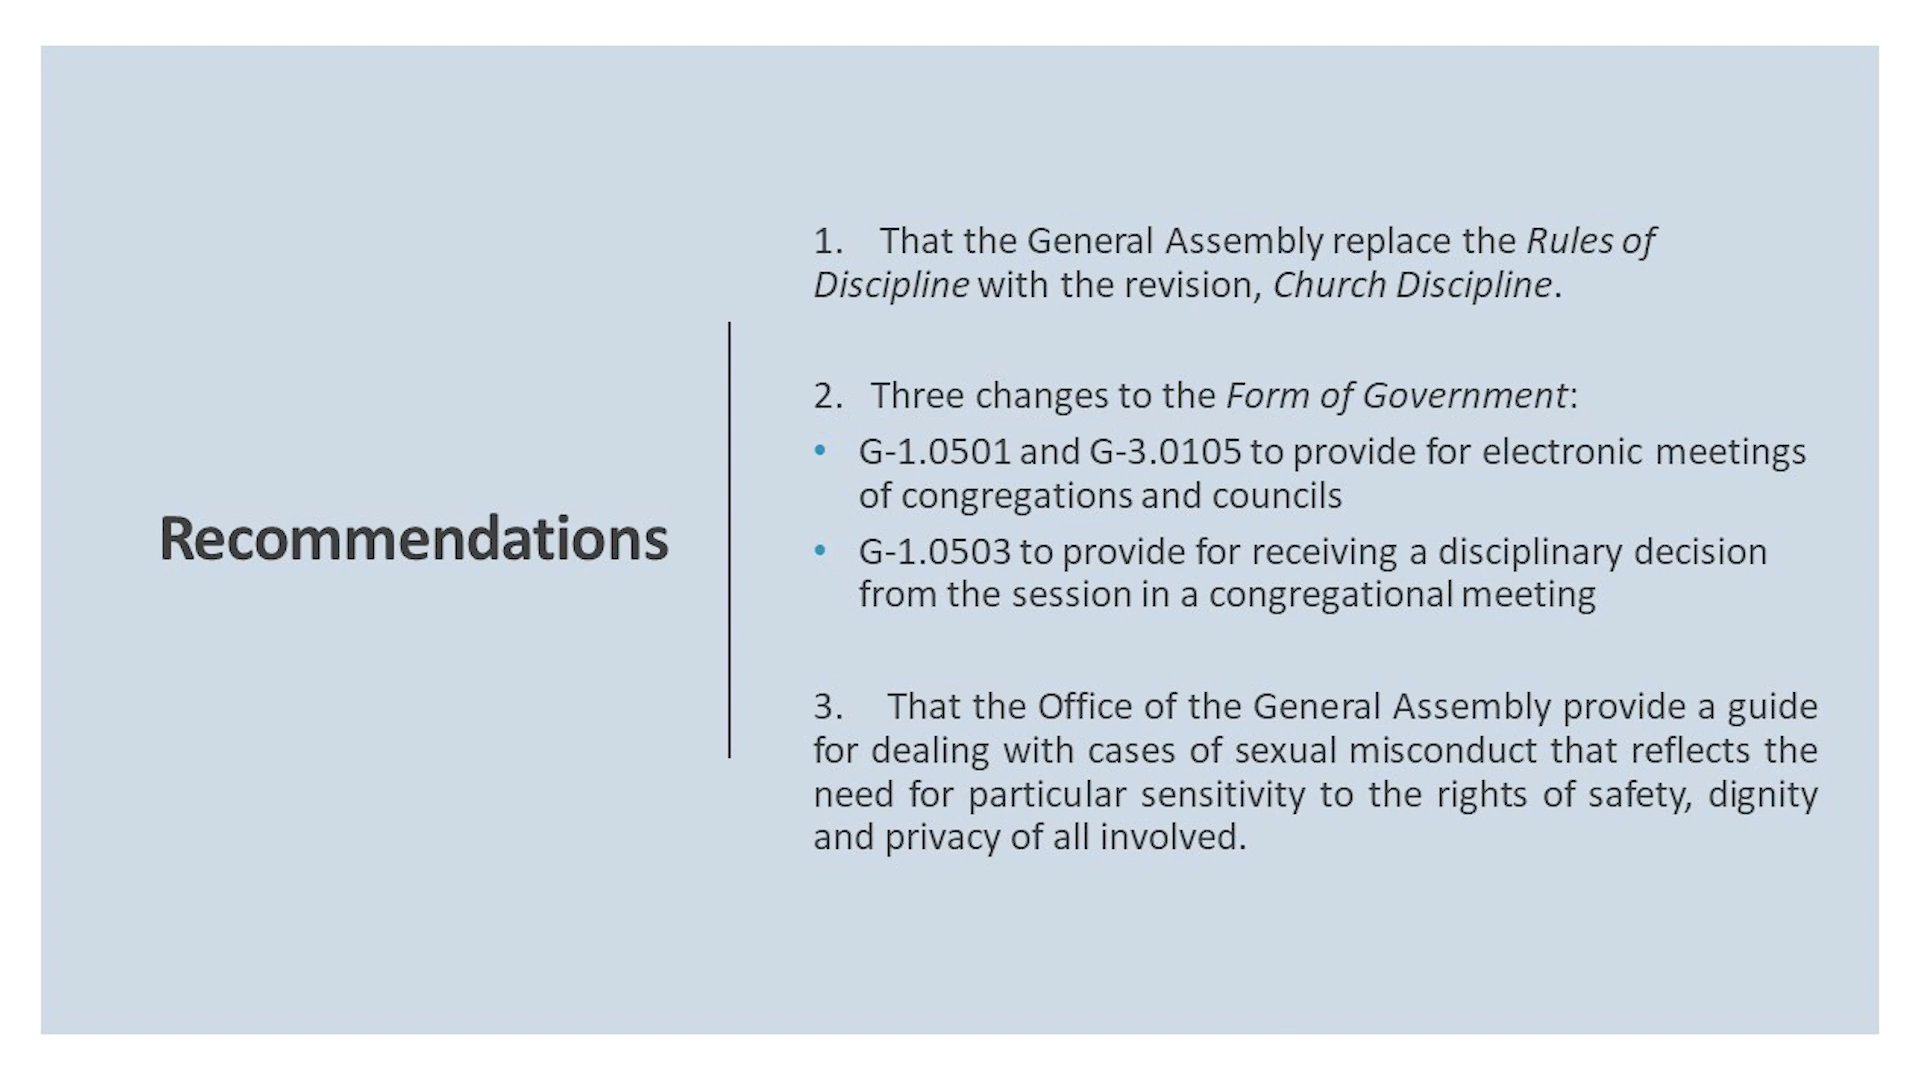 Recommendations
1. That the General Assembly replace the Rules of
Discipline with the revision, Church Discipline.
2. Three changes to the Form of Government:
• G-1.0501 and G-3.0105 to provide for electronic meetings
of congregations and councils
• G-1.0503 to provide for receiving a disciplinary decision
from the session in a congregational meeting
3. That the Office of the General Assembly provide a guide
for dealing with cases of sexual misconduct that reflects the
need for particular sensitivity to the rights of safety, dignity
and privacy of all involved.